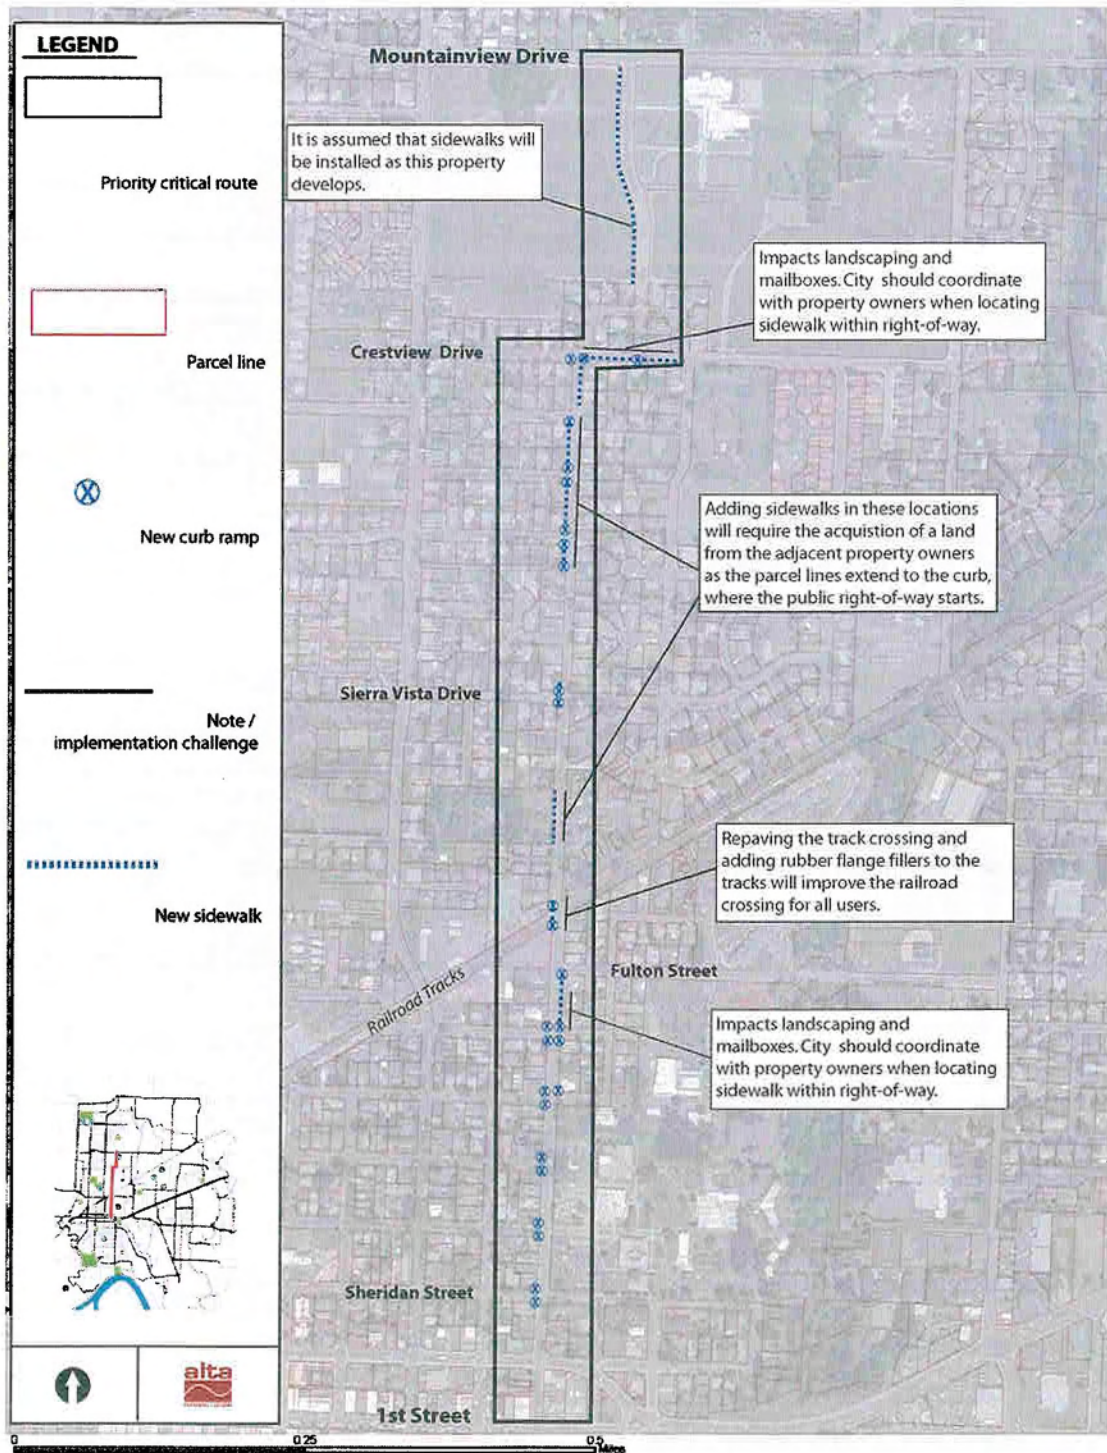 LEGEND
Priority critical route
Parcel line
New curb ramp
Note /
implementation challenge
New sidewalk
alta
Mountainview Drive
It is assumed that sidewalks will
be installed as this property
develops.
Impacts landscaping and
mailboxes. City should coordinate
with property owners when locating
sidewalk within right-of-way.
Crestview Drive
Adding sidewalks in these locations
will require the acquistion of a land
from the adjacent property owners
as the parcel lines extend to the curb,
where the public right-of-way starts.
Sierra Vista Drive
Repaving the track crossing and
adding rubber flange fillers to the
tracks will improve the railroad
crossing for all users.
Fulton Street
Railroad Tracks
Impacts landscaping and
mailboxes. City should coordinate
with property owners when locating
sidewalk within right-of-way.
Sheridan Street
1st Street
0 0.25 0.5
Miles